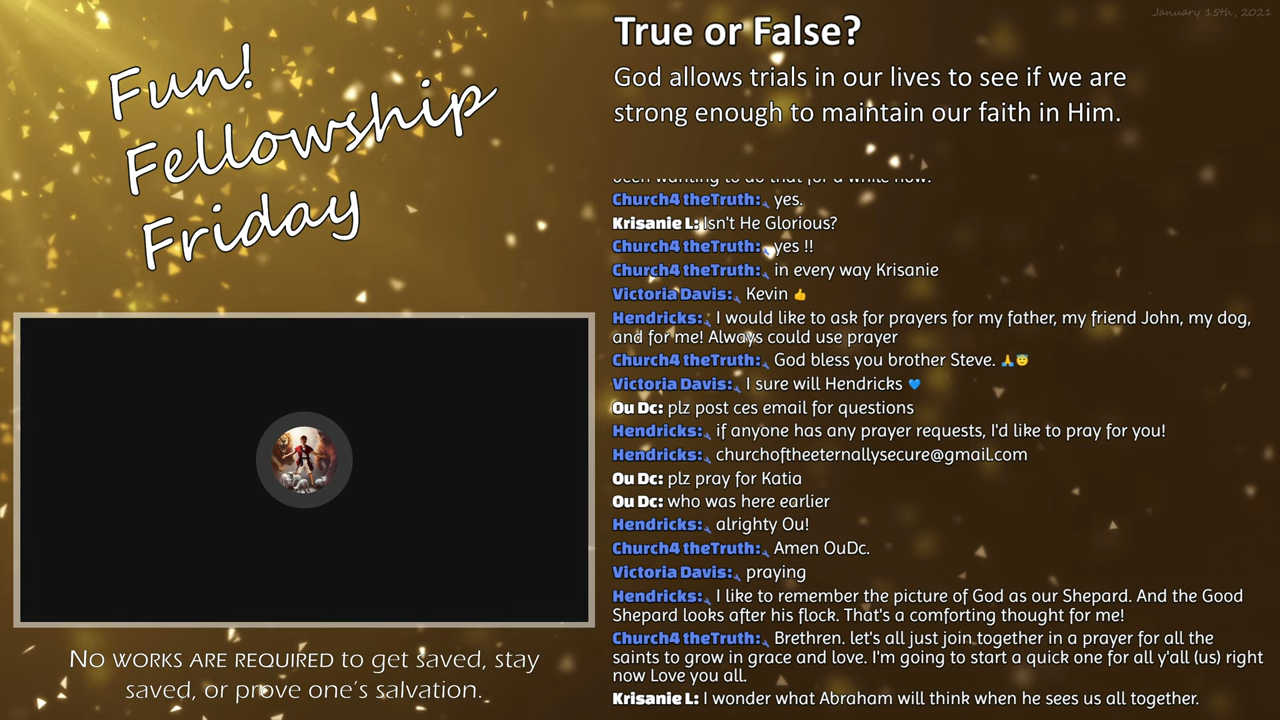 Fun!
Fellowship
Friday
NO WORKS ARE REQUIRED to get saved, stay
saved, or prove one's salvation.
January 15th, 2021
True or False?
God allows trials in our lives to see if we are
strong enough to maintain our faith in Him.
been wanting to do that for a while now.
Church4 theTruth: yes.
Krisanie L: Isn't He Glorious?
Church4 theTruth: yes !!
Church4 theTruth: in every way Krisanie
Victoria Davis: Kevin 👍
Hendricks: I would like to ask for prayers for my father, my friend John, my dog,
and for me! Always could use prayer
Church4 theTruth: God bless you brother Steve. 🙏😇
Victoria Davis: I sure will Hendricks 💙
Ou Dc: plz post ces email for questions
Hendricks: if anyone has any prayer requests, I'd like to pray for you!
Hendricks: churchoftheeternallysecure@gmail.com
Ou Dc: plz pray for Katia
Ou Dc: who was here earlier
Hendricks: alrighty Ou!
Church4 theTruth: Amen OuDc.
Victoria Davis: praying
Hendricks: I like to remember the picture of God as our Shepard. And the Good
Shepard looks after his flock. That's a comforting thought for me!
Church4 theTruth: Brethren. let's all just join together in a prayer for all the
saints to grow in grace and love. I'm going to start a quick one for all y'all (us) right
now Love you all.
Krisanie L: I wonder what Abraham will think when he sees us all together.